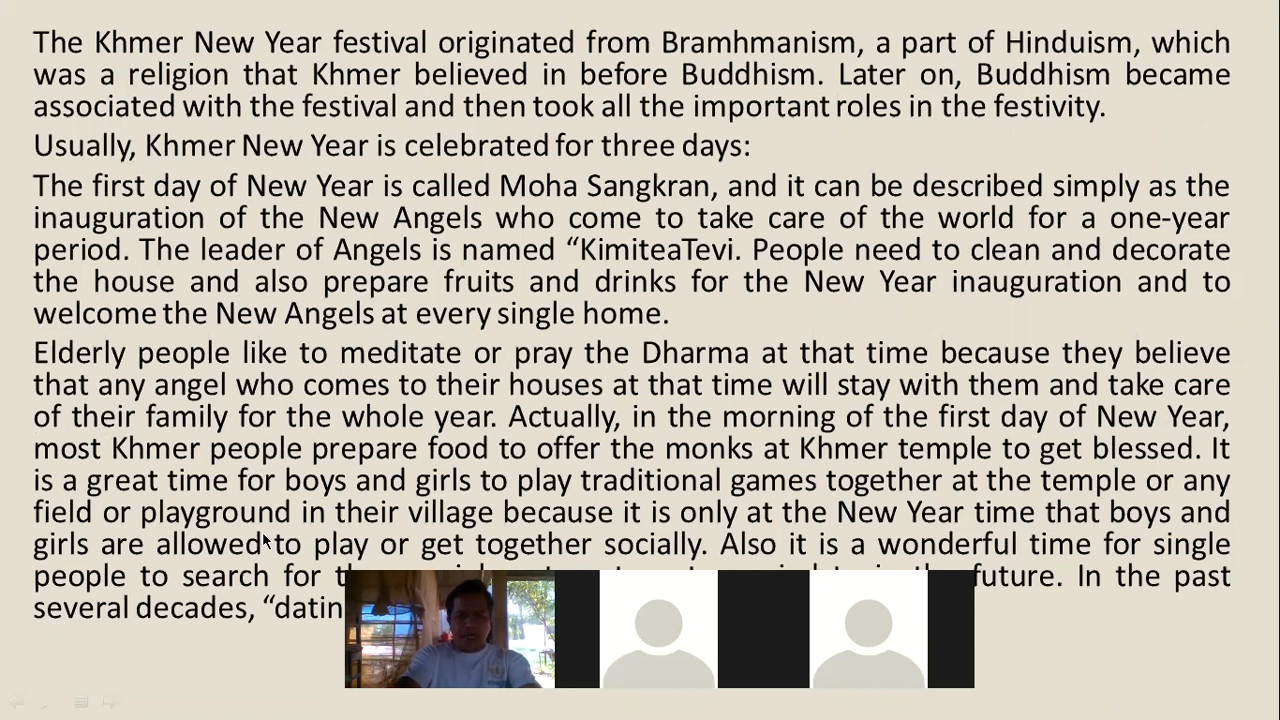 The Khmer New Year festival originated from Bramhmanism, a part of Hinduism, which
was a religion that Khmer believed in before Buddhism. Later on, Buddhism became
associated with the festival and then took all the important roles in the festivity.
Usually, Khmer New Year is celebrated for three days:
The first day of New Year is called Moha Sangkran, and it can be described simply as the
inauguration of the New Angels who come to take care of the world for a one-year
period. The leader of Angels is named “KimiteaTevi. People need to clean and decorate
the house and also prepare fruits and drinks for the New Year inauguration and to
welcome the New Angels at every single home.
Elderly people like to meditate or pray the Dharma at that time because they believe
that any angel who comes to their houses at that time will stay with them and take care
of their family for the whole year. Actually, in the morning of the first day of New Year,
most Khmer people prepare food to offer the monks at Khmer temple to get blessed. It
is a great time for boys and girls to play traditional games together at the temple or any
field or playground in their village because it is only at the New Year time that boys and
girls are allowed to play or get together socially. Also it is a wonderful time for single
people to search for future. In the past
several decades,